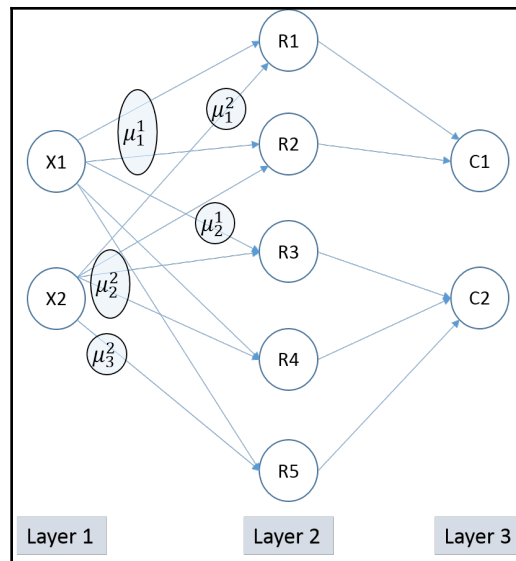 R1
μ₁²
μ₁¹
R2
X1
C1
μ₂¹
R3
X2
μ₂²
C2
μ₃²
R4
R5
Layer 1
Layer 2
Layer 3